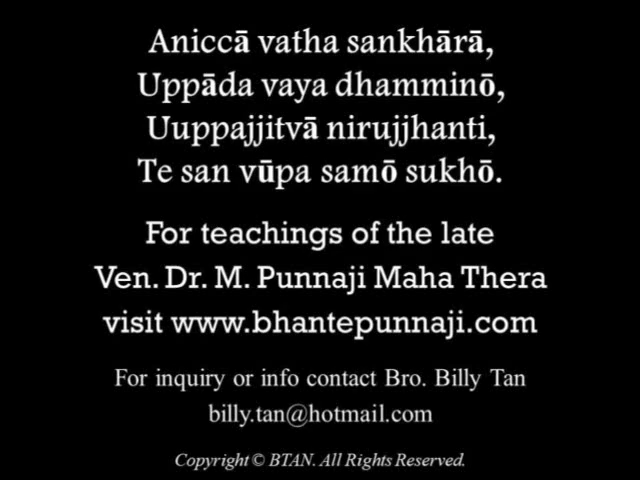 Aniccā vatha sankhārā,
Uppāda vaya dhamminō,
Uuppajjitvā nirujjhanti,
Te san vūpa samō sukhō.
For teachings of the late
Ven. Dr. M. Punnaji Maha Thera
visit www.bhantepunnaji.com
For inquiry or info contact Bro. Billy Tan
billy.tan@hotmail.com
Copyright © BTAN. All Rights Reserved.